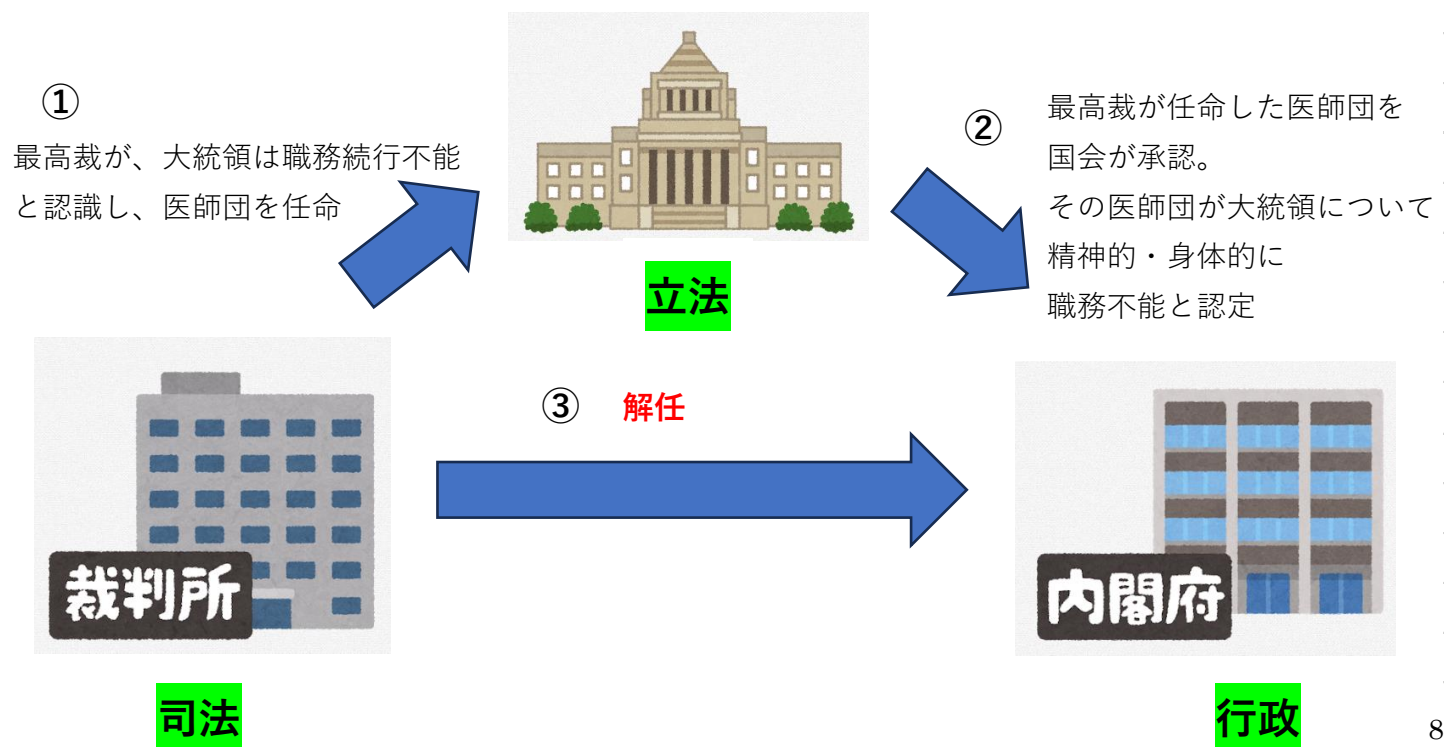 ①
最高裁が、大統領は職務続行不能
と認識し、医師団を任命
立法
②
最高裁が任命した医師団を
国会が承認。
その医師団が大統領について
精神的・身体的に
職務不能と認定
③ 解任
裁判所
司法
内閣府
行政
8